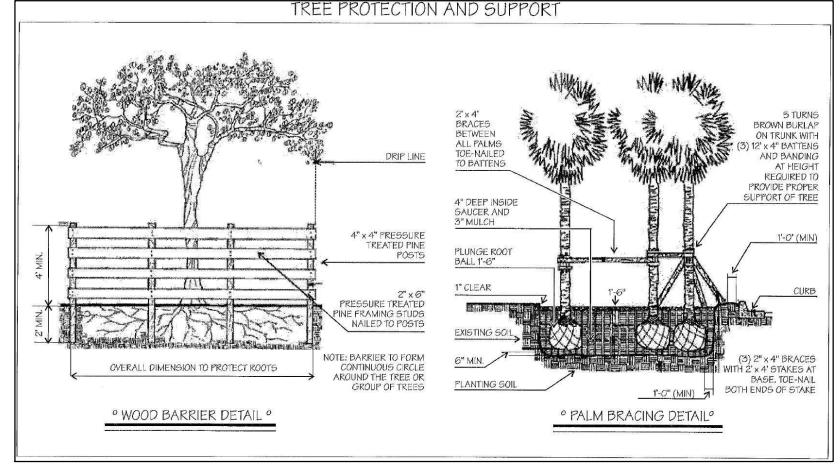 TREE PROTECTION AND SUPPORT
DRIP LINE
4" x 4" PRESSURE
TREATED PINE
POSTS
2" x 6"
PRESSURE TREATED
PINE FRAMING STUDS
NAILED TO POSTS
NOTE: BARRIER TO FORM
CONTINUOUS CIRCLE
AROUND THE TREE OR
GROUP OF TREES
4' MIN.
2' MIN.
OVERALL DIMENSION TO PROTECT ROOTS
° WOOD BARRIER DETAIL °
2' x 4"
BRACES
BETWEEN
ALL PALMS
TOE-NAILED
TO BATTENS
4" DEEP INSIDE
SAUCER AND
3" MULCH
PLUNGE ROOT
BALL 1'-6"
1" CLEAR
EXISTING SOIL
6" MIN.
PLANTING SOIL
1'-6"
5 TURNS
BROWN BURLAP
ON TRUNK WITH
(3) 12' x 4" BATTENS
AND BANDING
AT HEIGHT
REQUIRED TO
PROVIDE PROPER
SUPPORT OF TREE
1'-0" (MIN)
CURB
(3) 2" x 4" BRACES
WITH 2' x 4' STAKES AT
BASE. TOE-NAIL
BOTH ENDS OF STAKE
1'-0" (MIN)
° PALM BRACING DETAIL°